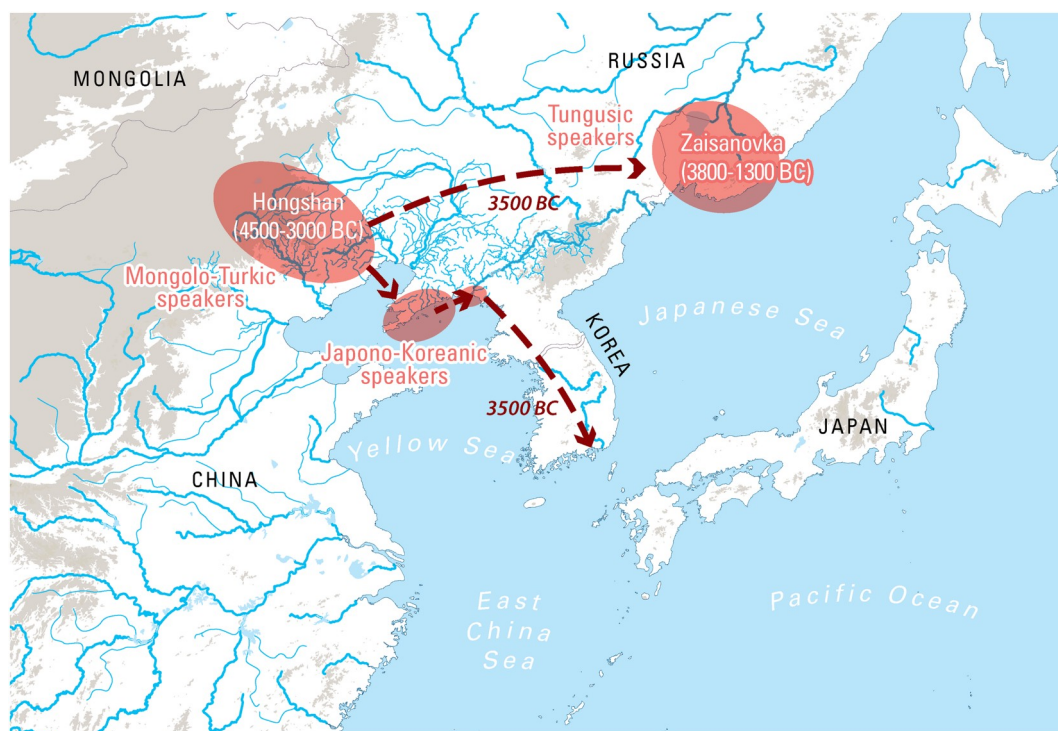 MONGOLIA
RUSSIA
Tungusic
speakers
Zaisanovka
(3800-1300 BC)
Hongshan
(4500-3000 BC)
3500 BC
Mongolo-Turkic
speakers
Japono-Koreanic
speakers
Japanese Sea
KOREA
3500 BC
JAPAN
Yellow Sea
CHINA
East
China
Sea
Pacific Ocean